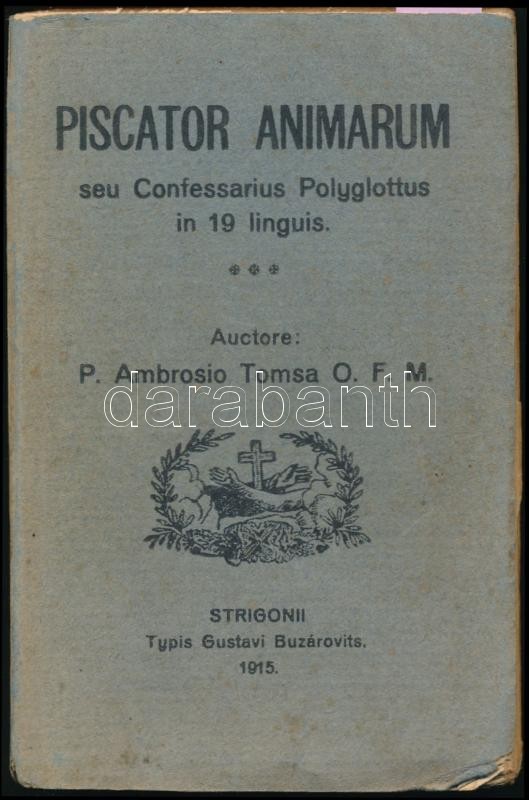 PISCATOR ANIMARUM
seu Confessarius Polyglottus
in 19 linguis.
Auctore:
P. Ambrosio Tomsa O. F. M.
darabanth
STRIGONII
Typis Gustavi Buzárovits.
1915.